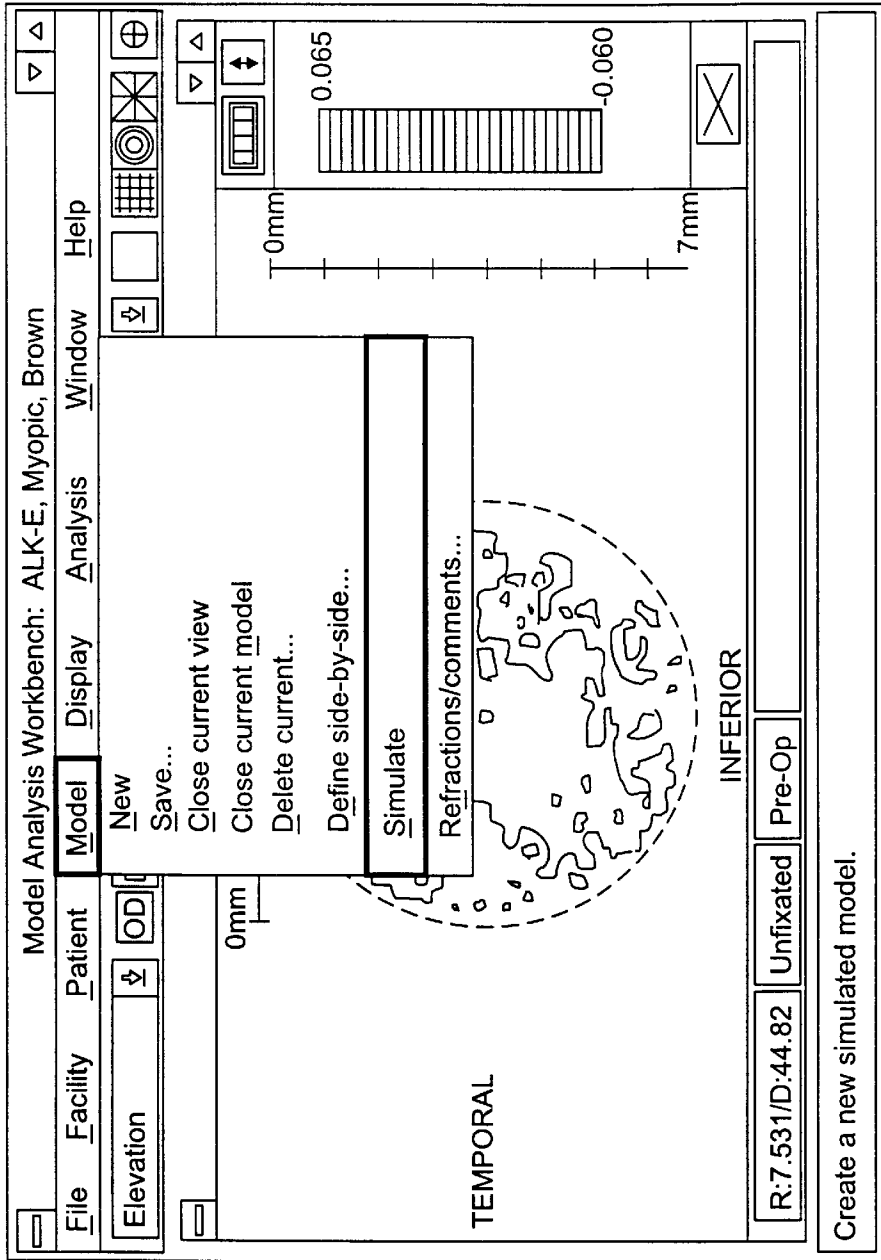 Model Analysis Workbench: ALK-E, Myopic, Brown
File Facility Patient Model Display Analysis Window Help
Elevation
OD
New
Save...
Close current view
Close current model
Delete current...
Define side-by-side...
Simulate
Refractions/comments...
0mm
0mm
7mm
0.065
-0.060
TEMPORAL
INFERIOR
R:7.531/D:44.82 Unfixated Pre-Op
Create a new simulated model.